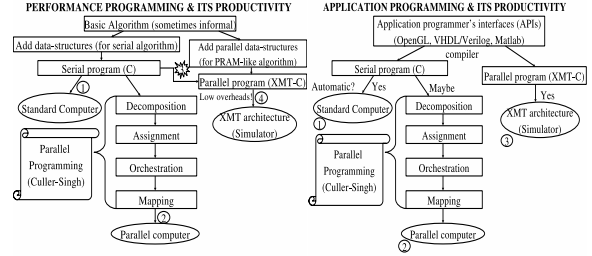 PERFORMANCE PROGRAMMING & ITS PRODUCTIVITY
Basic Algorithm (sometimes informal)
Add data-structures (for serial algorithm)
Add parallel data-structures
(for PRAM-like algorithm)
Serial program (C)
3
Parallel program (XMT-C)
1
Low overheads!
4
Standard Computer
Decomposition
XMT architecture
(Simulator)
Assignment
Parallel
Programming
(Culler-Singh)
Orchestration
Mapping
2
Parallel computer
APPLICATION PROGRAMMING & ITS PRODUCTIVITY
Application programmer's interfaces (APIs)
(OpenGL, VHDL/Verilog, Matlab)
compiler
Serial program (C)
Parallel program (XMT-C)
Automatic?
Yes
Maybe
Yes
Standard Computer
1
Decomposition
XMT architecture
(Simulator)
3
Assignment
Parallel
Programming
(Culler-Singh)
Orchestration
Mapping
Parallel computer
2